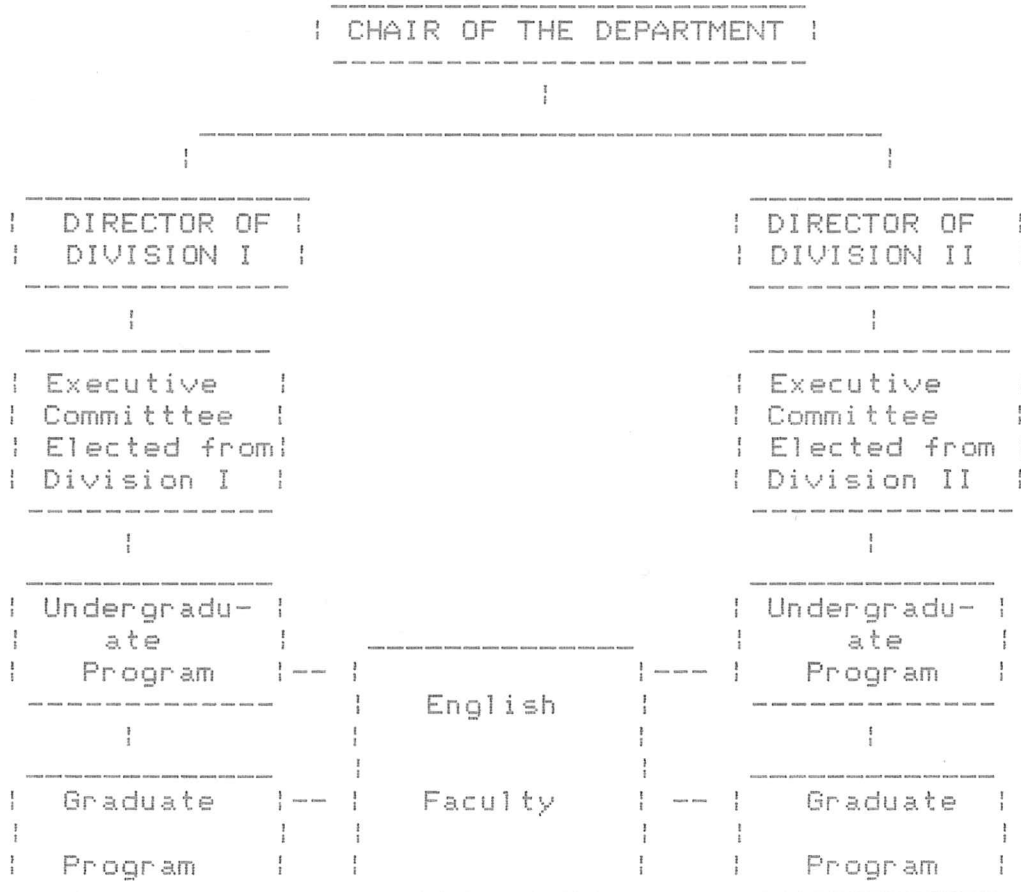 CHAIR OF THE DEPARTMENT
DIRECTOR OF
DIVISION I
DIRECTOR OF
DIVISION II
Executive
Committtee
Elected from
Division I
Executive
Committee
Elected from
Division II
Undergradu-
ate
Program
Undergradu-
ate
Program
English
Faculty
Graduate
Program
Graduate
Program